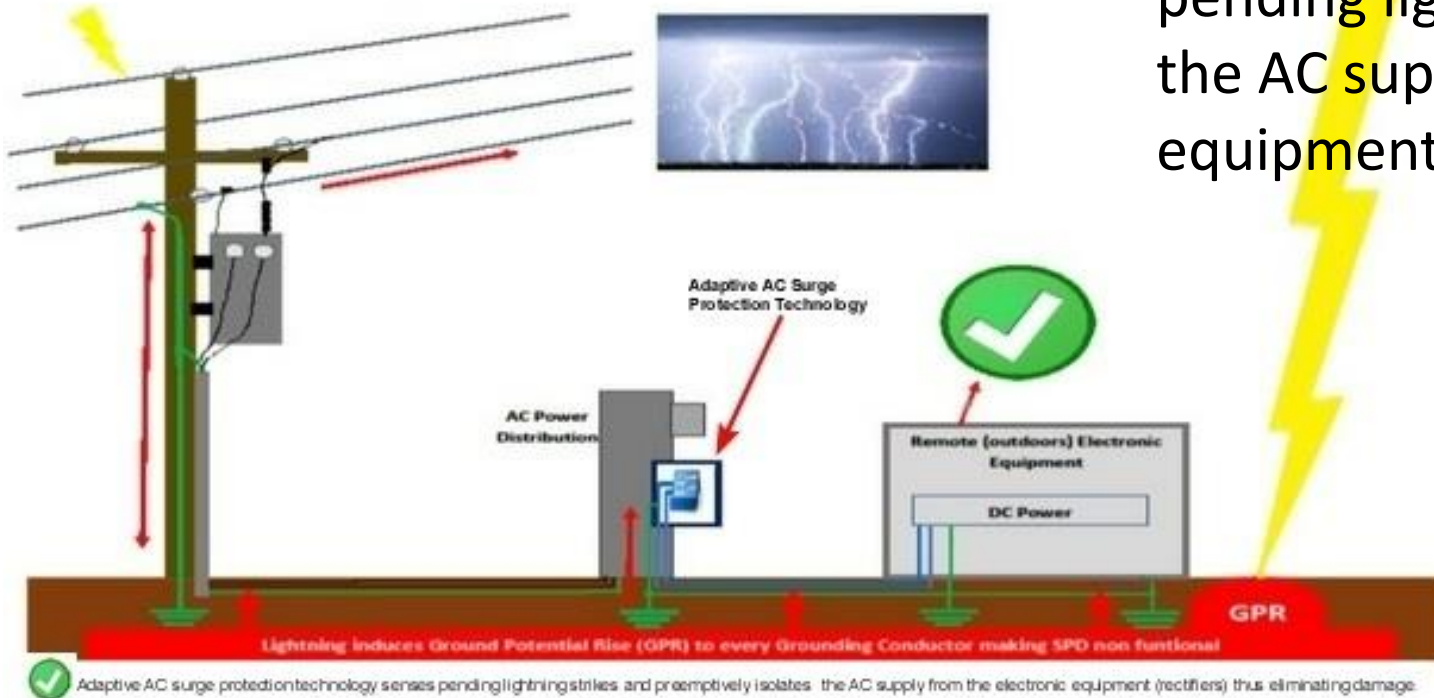 pending lig
the AC sup
equipment
Adaptive AC Surge
Protection Technology
AC Power
Distribution
Remote (outdoors) Electronic
Equipment
DC Power
GPR
Lightning induces Ground Potential Rise (GPR) to every Grounding Conductor making SPD non funtional
Adaptive AC surge protection technology senses pending lightning strikes and preemptively isolates the AC supply from the electronic equipment (rectifiers) thus eliminating damage.